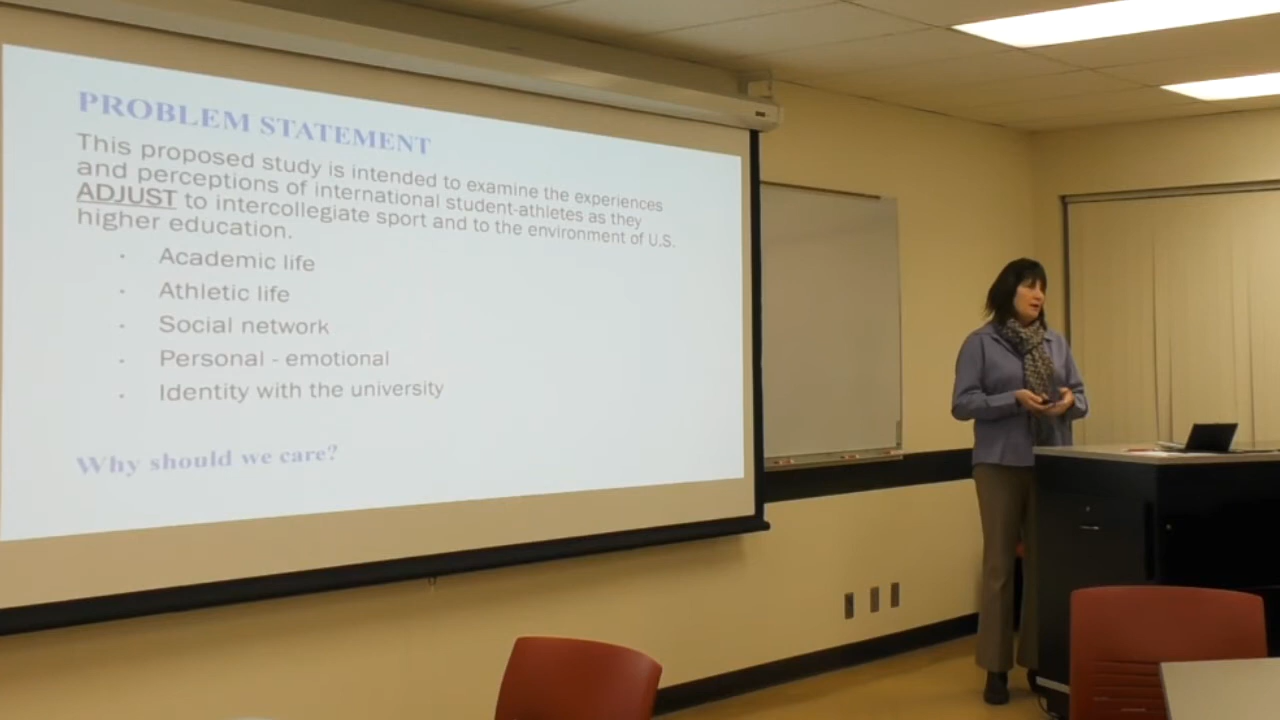 PROBLEM STATEMENT
This proposed study is intended to examine the experiences
and perceptions of international student-athletes as they
ADJUST to intercollegiate sport and to the environment of U.S.
higher education.
· Academic life
· Athletic life
· Social network
· Personal - emotional
· Identity with the university
Why should we care?